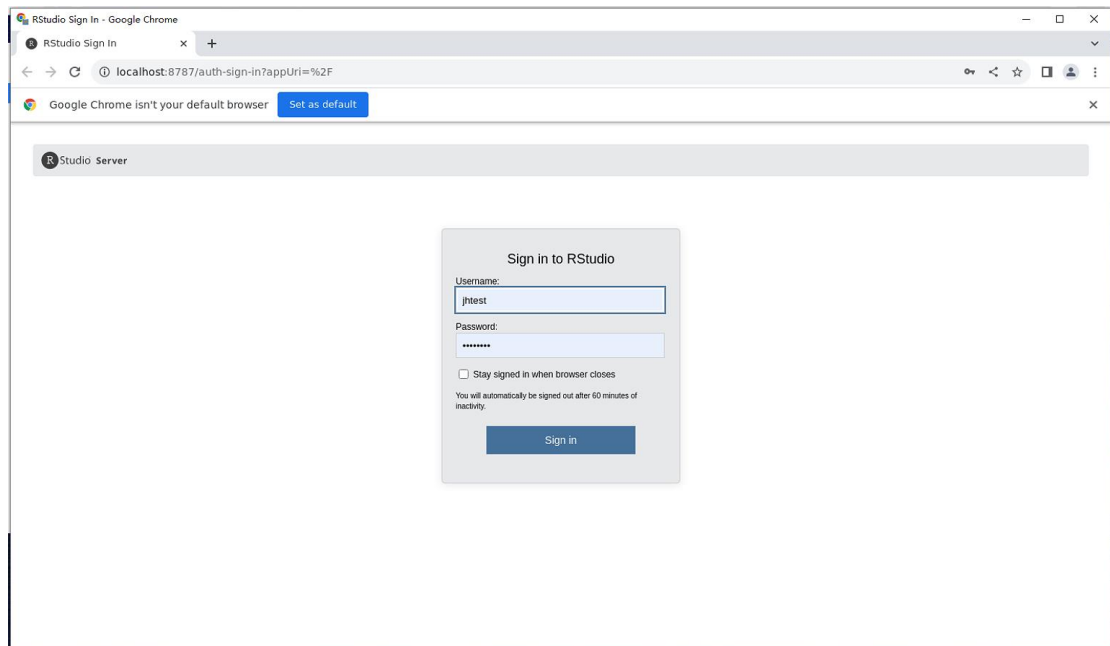 RStudio Sign In - Google Chrome
RStudio Sign In
localhost:8787/auth-sign-in?appUri=%2F
Google Chrome isn't your default browser Set as default
RStudio Server
Sign in to RStudio
Username:
jhtest
Password:
••••••••
Stay signed in when browser closes
You will automatically be signed out after 60 minutes of
inactivity.
Sign in